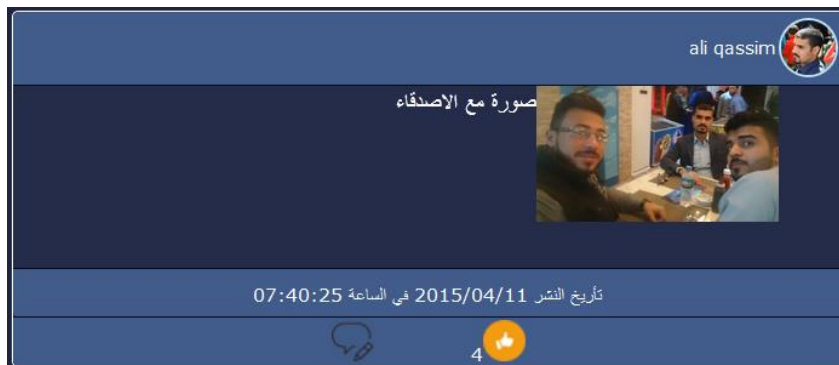 ali qassim
صورة مع الاصدقاء
تأريخ النشر 2015/04/11 في الساعة 07:40:25
4